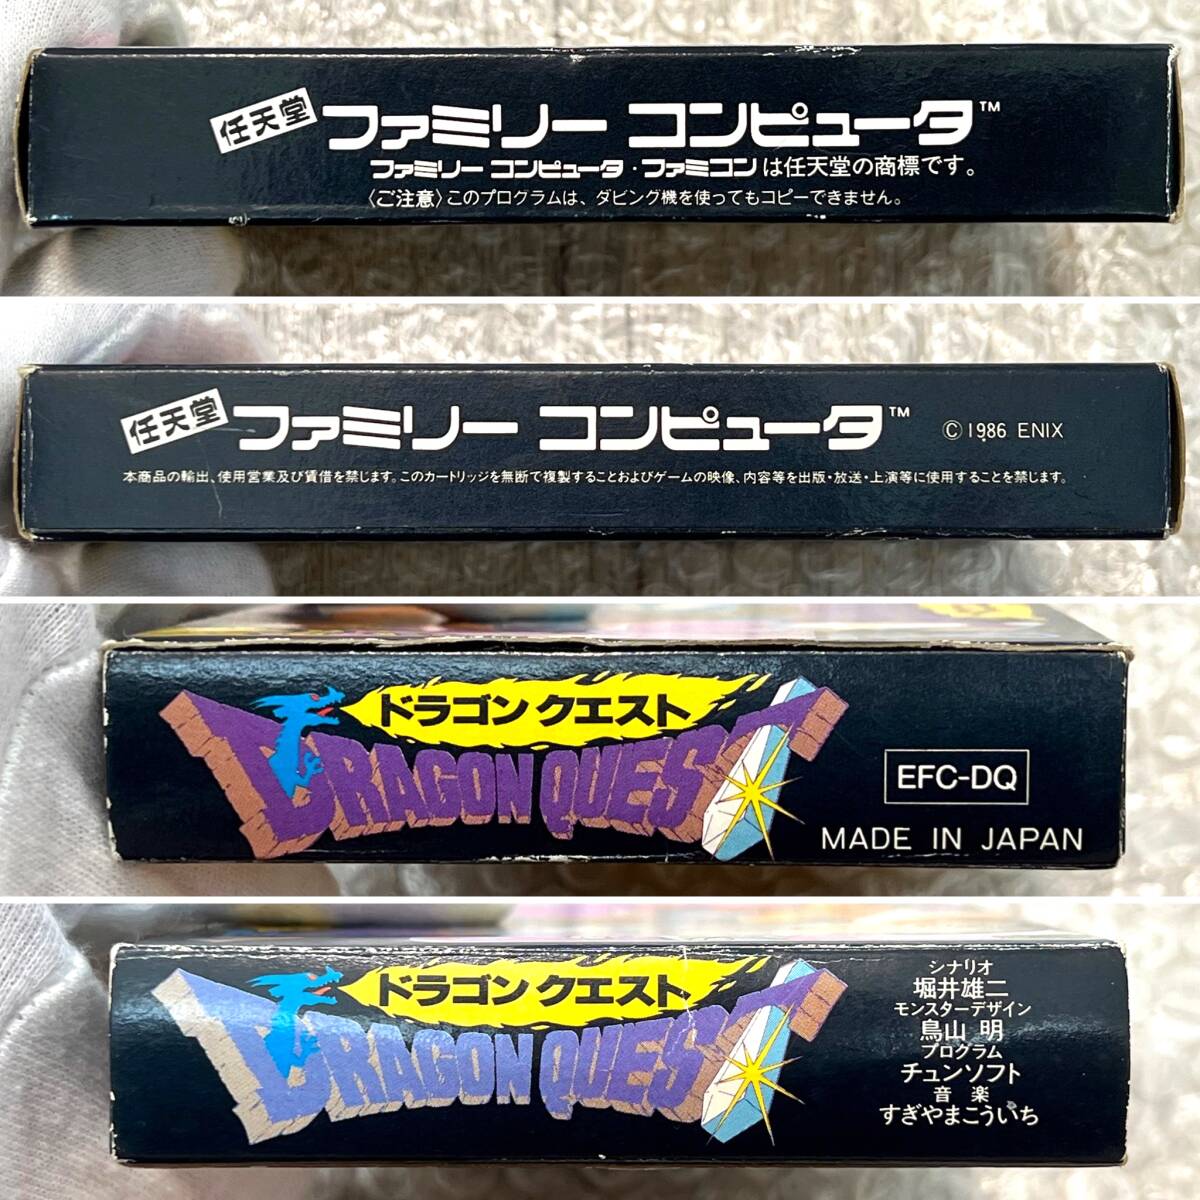 任天堂 ファミリー コンピュータ™
ファミリー コンピュータ・ファミコンは任天堂の商標です。
〈ご注意〉このプログラムは、ダビング機を使ってもコピーできません。
任天堂 ファミリー コンピュータ™ ©1986 ENIX
本商品の輸出、使用営業及び賃借を禁じます。このカートリッジを無断で複製することおよびゲームの映像、内容等を出版・放送・上演等に使用することを禁じます。
ドラゴン クエスト
DRAGON QUEST
EFC-DQ
MADE IN JAPAN
ドラゴン クエスト
DRAGON QUEST
シナリオ
堀井雄二
モンスターデザイン
鳥山 明
プログラム
チュンソフト
音 楽
すぎやまこういち